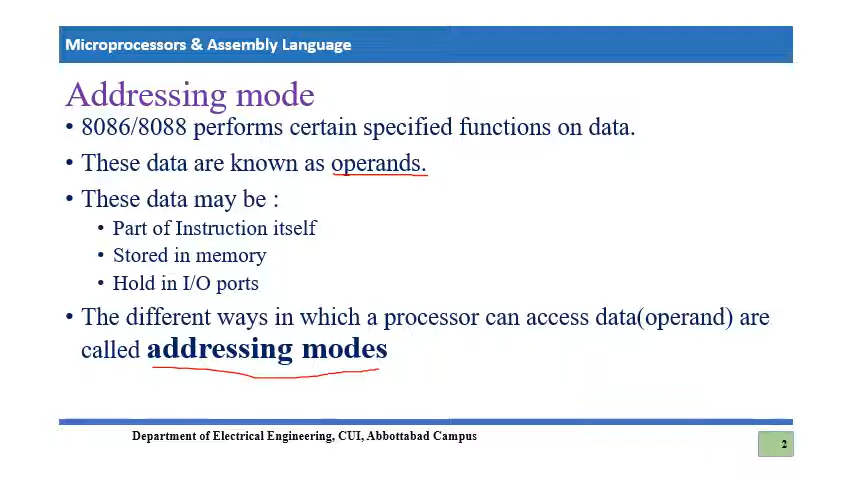 Microprocessors & Assembly Language
Addressing mode
• 8086/8088 performs certain specified functions on data.
• These data are known as operands.
• These data may be :
• Part of Instruction itself
• Stored in memory
• Hold in I/O ports
• The different ways in which a processor can access data(operand) are
called addressing modes
Department of Electrical Engineering, CUI, Abbottabad Campus
2